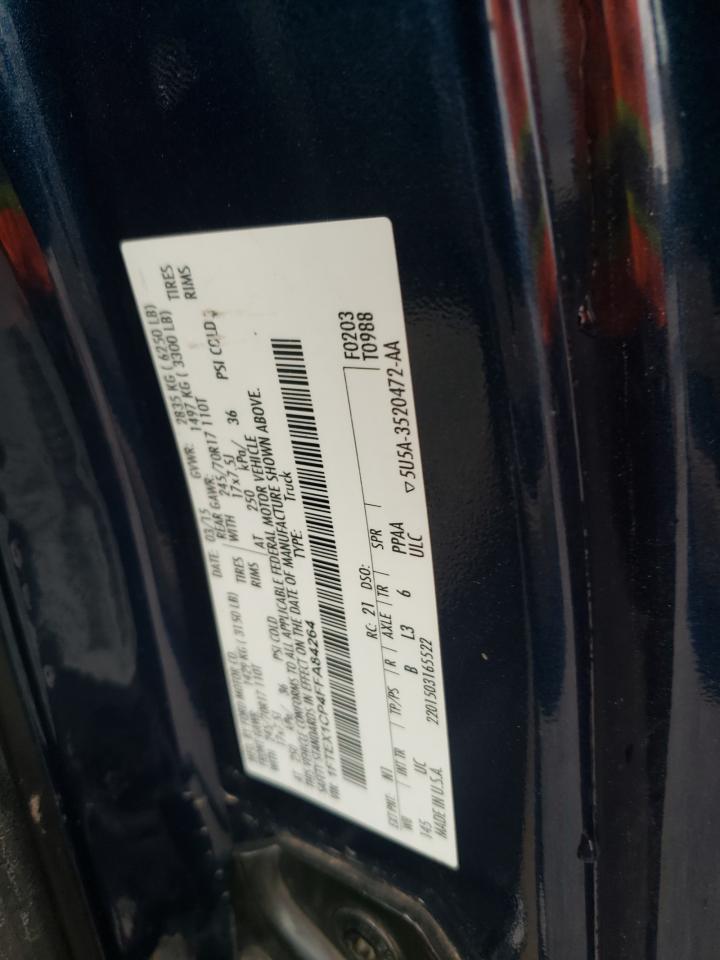 MFD. BY FORD MOTOR CO.
DATE: 03/15 GVWR: 2835 KG ( 6250 LB)
FRONT GAWR: 1429 KG ( 3150 LB) REAR GAWR: 1497 KG ( 3300 LB)
WITH 245/70R17 110T TIRES WITH 245/70R17 110T TIRES
17x7.5J RIMS 17x7.5J RIMS
AT 250 kPa/ 36 PSI COLD AT 250 kPa/ 36 PSI COLD
THIS VEHICLE CONFORMS TO ALL APPLICABLE FEDERAL MOTOR VEHICLE
SAFETY STANDARDS IN EFFECT ON THE DATE OF MANUFACTURE SHOWN ABOVE.
VIN: 1FTEX1CP4FFA84264 TYPE: Truck
F0203
T0988
EXT PNT: N1 RC: 21 DSO:
WB INT TR TP/PS R AXLE TR SPR
145 UC B L3 6 PPAA
ULC
MADE IN U.S.A. 2201503165522 ▽5U5A-3520472-AA